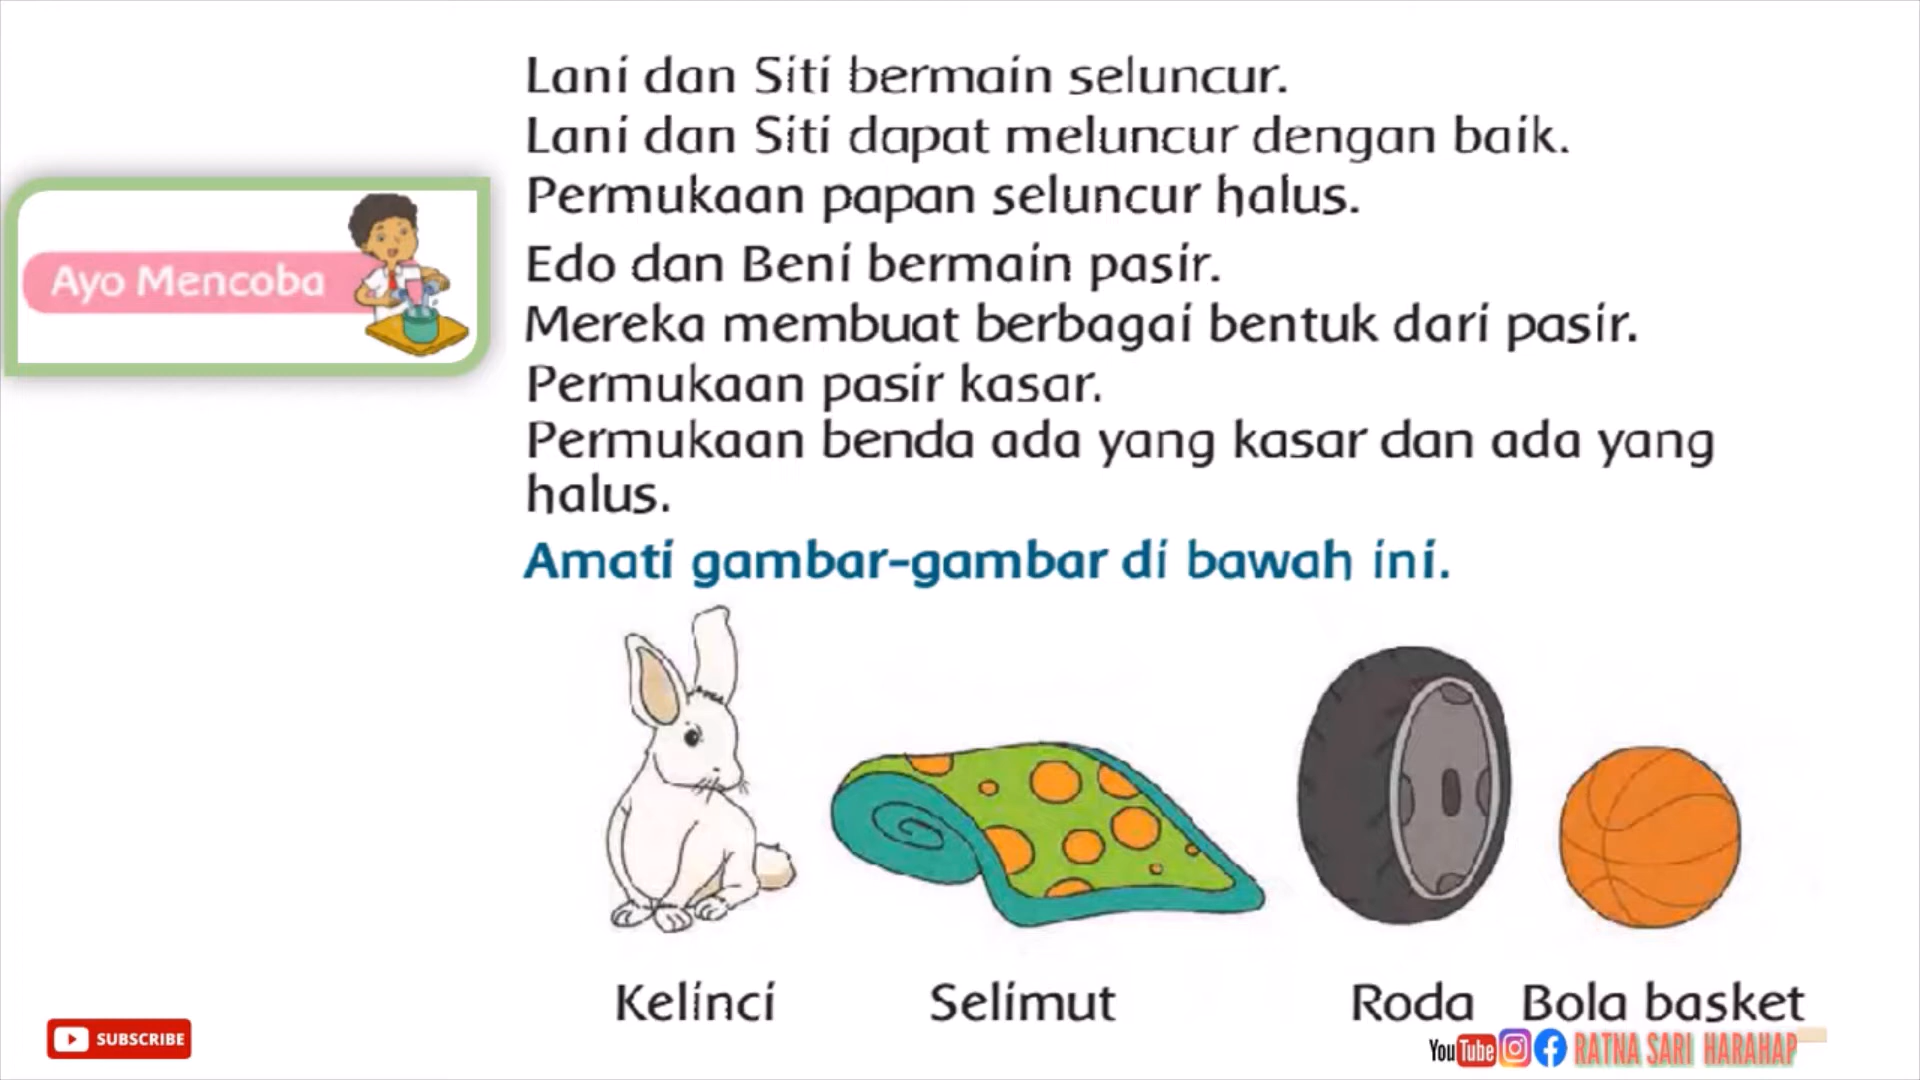 Lani dan Siti bermain seluncur.
Lani dan Siti dapat meluncur dengan baik.
Permukaan papan seluncur halus.
Ayo Mencoba
Edo dan Beni bermain pasir.
Mereka membuat berbagai bentuk dari pasir.
Permukaan pasir kasar.
Permukaan benda ada yang kasar dan ada yang
halus.
Amati gambar-gambar di bawah ini.
Kelinci
Selimut
Roda
Bola basket
SUBSCRIBE
YouTube RATNA SARI HARAHAP